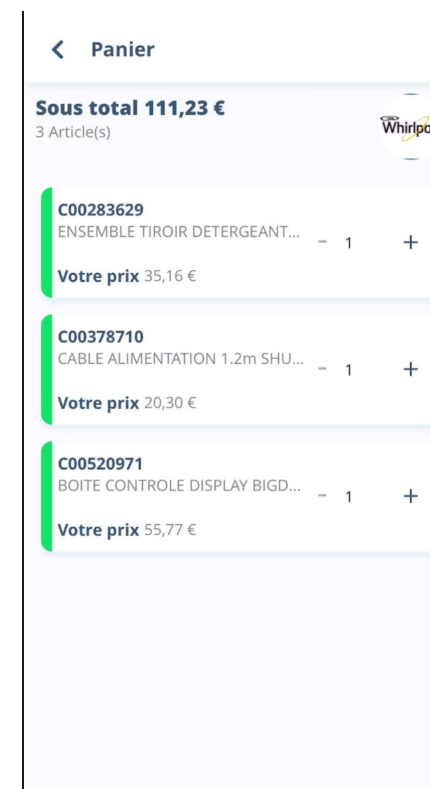 Panier
Sous total 111,23 €
3 Article(s)
Whirlpo
C00283629
ENSEMBLE TIROIR DETERGEANT...
- 1 +
Votre prix 35,16 €
C00378710
CABLE ALIMENTATION 1.2m SHU...
- 1 +
Votre prix 20,30 €
C00520971
BOITE CONTROLE DISPLAY BIGD...
- 1 +
Votre prix 55,77 €